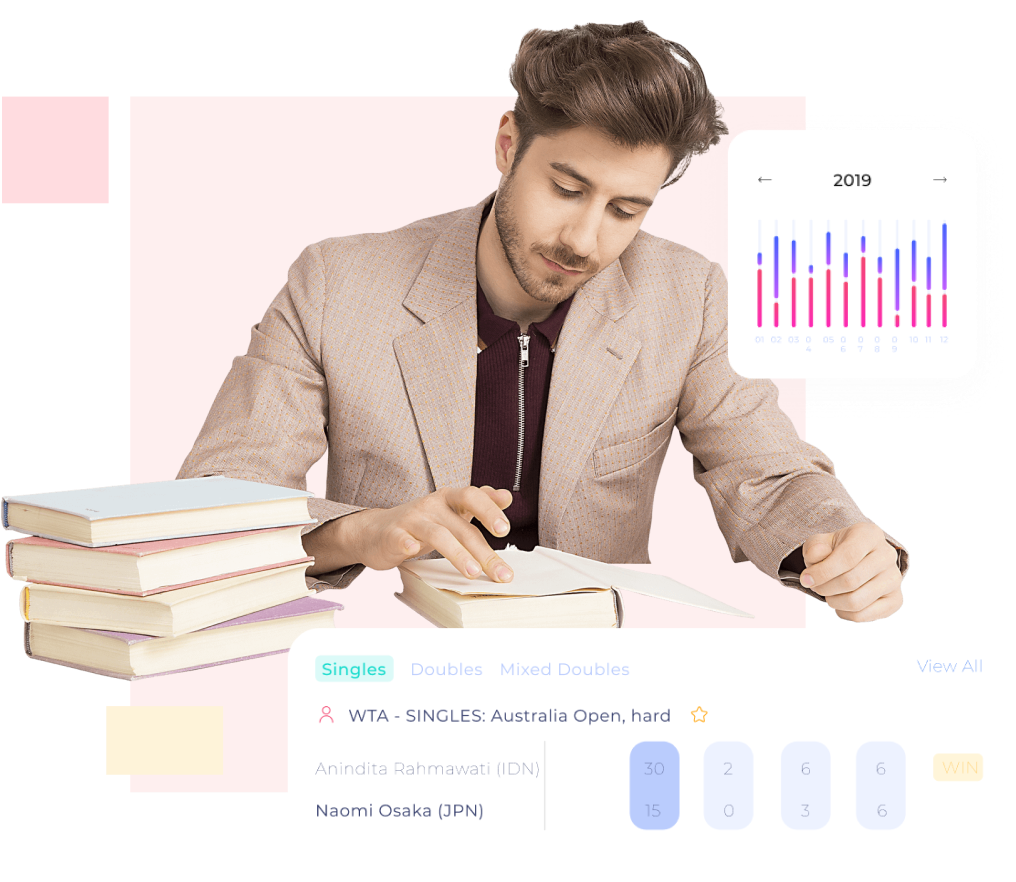 2019
01 02 03 04 05 06 07 08 09 10 11 12
Singles Doubles Mixed Doubles View All
WTA - SINGLES: Australia Open, hard
Anindita Rahmawati (IDN) 30 2 6 6 WIN
Naomi Osaka (JPN) 15 0 3 6